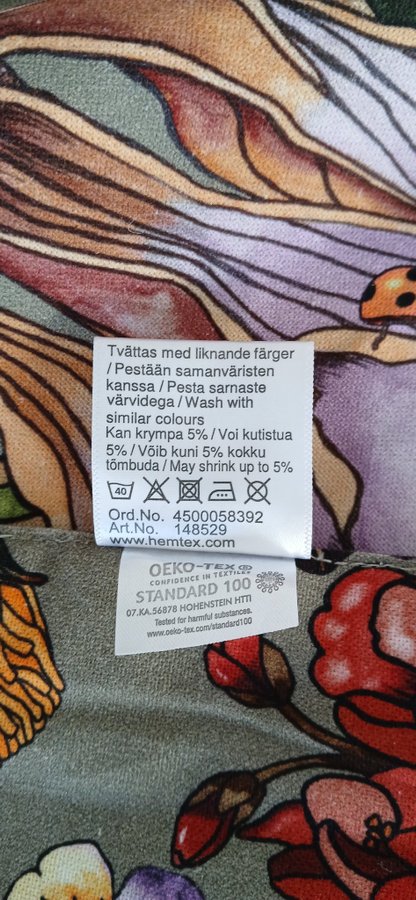 Tvättas med liknande färger
/ Pestään samanväristen
kanssa / Pesta sarnaste
värvidega / Wash with
similar colours
Kan krympa 5% / Voi kutistua
5% / Võib kuni 5% kokku
tõmbuda / May shrink up to 5%
40
Ord.No. 4500058392
Art.No. 148529
www.hemtex.com
OEKO-TEX®
CONFIDENCE IN TEXTILES
STANDARD 100
07.KA.56878 HOHENSTEIN HTTI
Tested for harmful substances.
www.oeko-tex.com/standard100